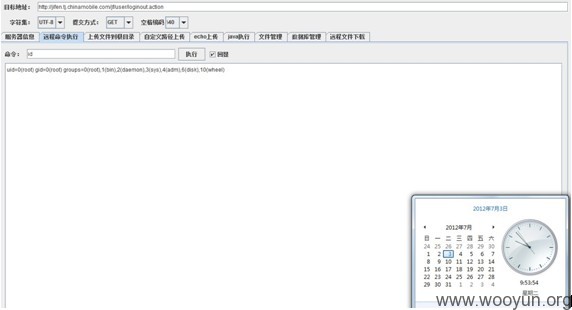 目标地址: http://jifen.tj.chinamobile.com/jfuser/loginout.action
字符集: UTF-8 提交方式: GET 空格编码 \40
服务器信息 远程命令执行 上传文件到根目录 自定义路径上传 echo上传 java执行 文件管理 数据库管理 远程文件下载
命令: id 执行 回显
uid=0(root) gid=0(root) groups=0(root),1(bin),2(daemon),3(sys),4(adm),6(disk),10(wheel)
2012年7月3日
2012年7月
日 一 二 三 四 五 六
24 25 26 27 28 29 30
1 2 3 4 5 6 7
8 9 10 11 12 13 14
15 16 17 18 19 20 21
22 23 24 25 26 27 28
29 30 31 1 2 3 4
9:53:54
星期二
www.wooyun.org